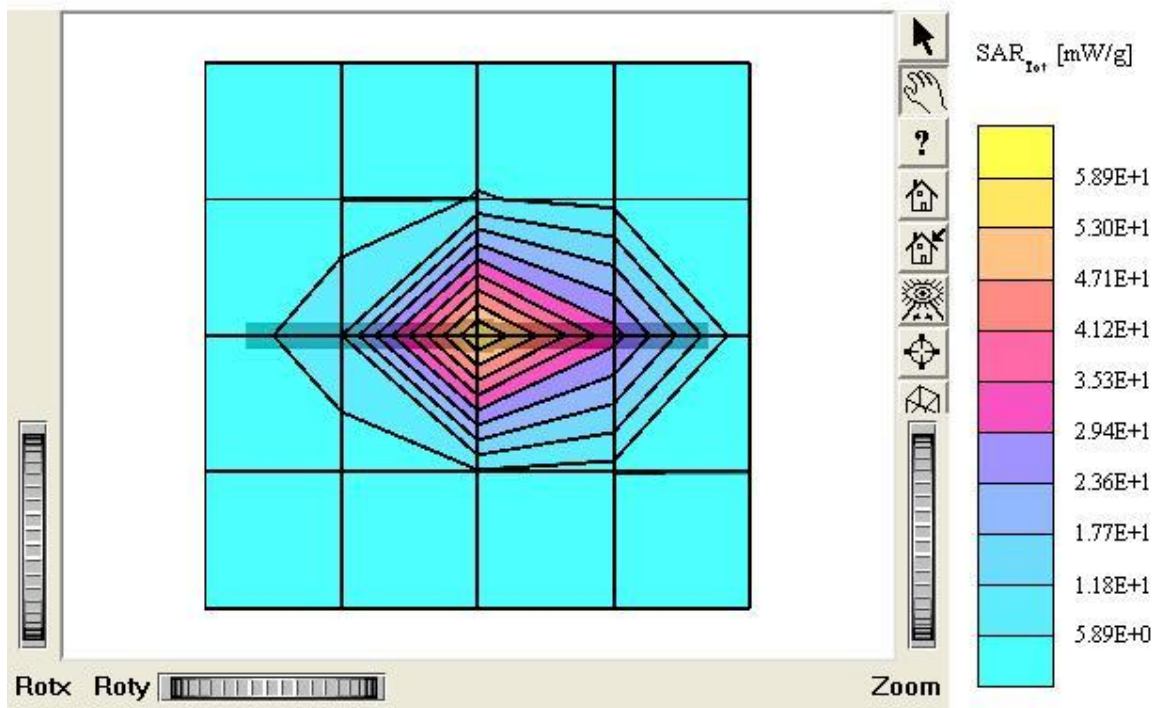 SAR_Tot [mW/g]
?
5.89E+1
5.30E+1
4.71E+1
4.12E+1
3.53E+1
2.94E+1
2.36E+1
1.77E+1
1.18E+1
5.89E+0
Rotx Roty Zoom